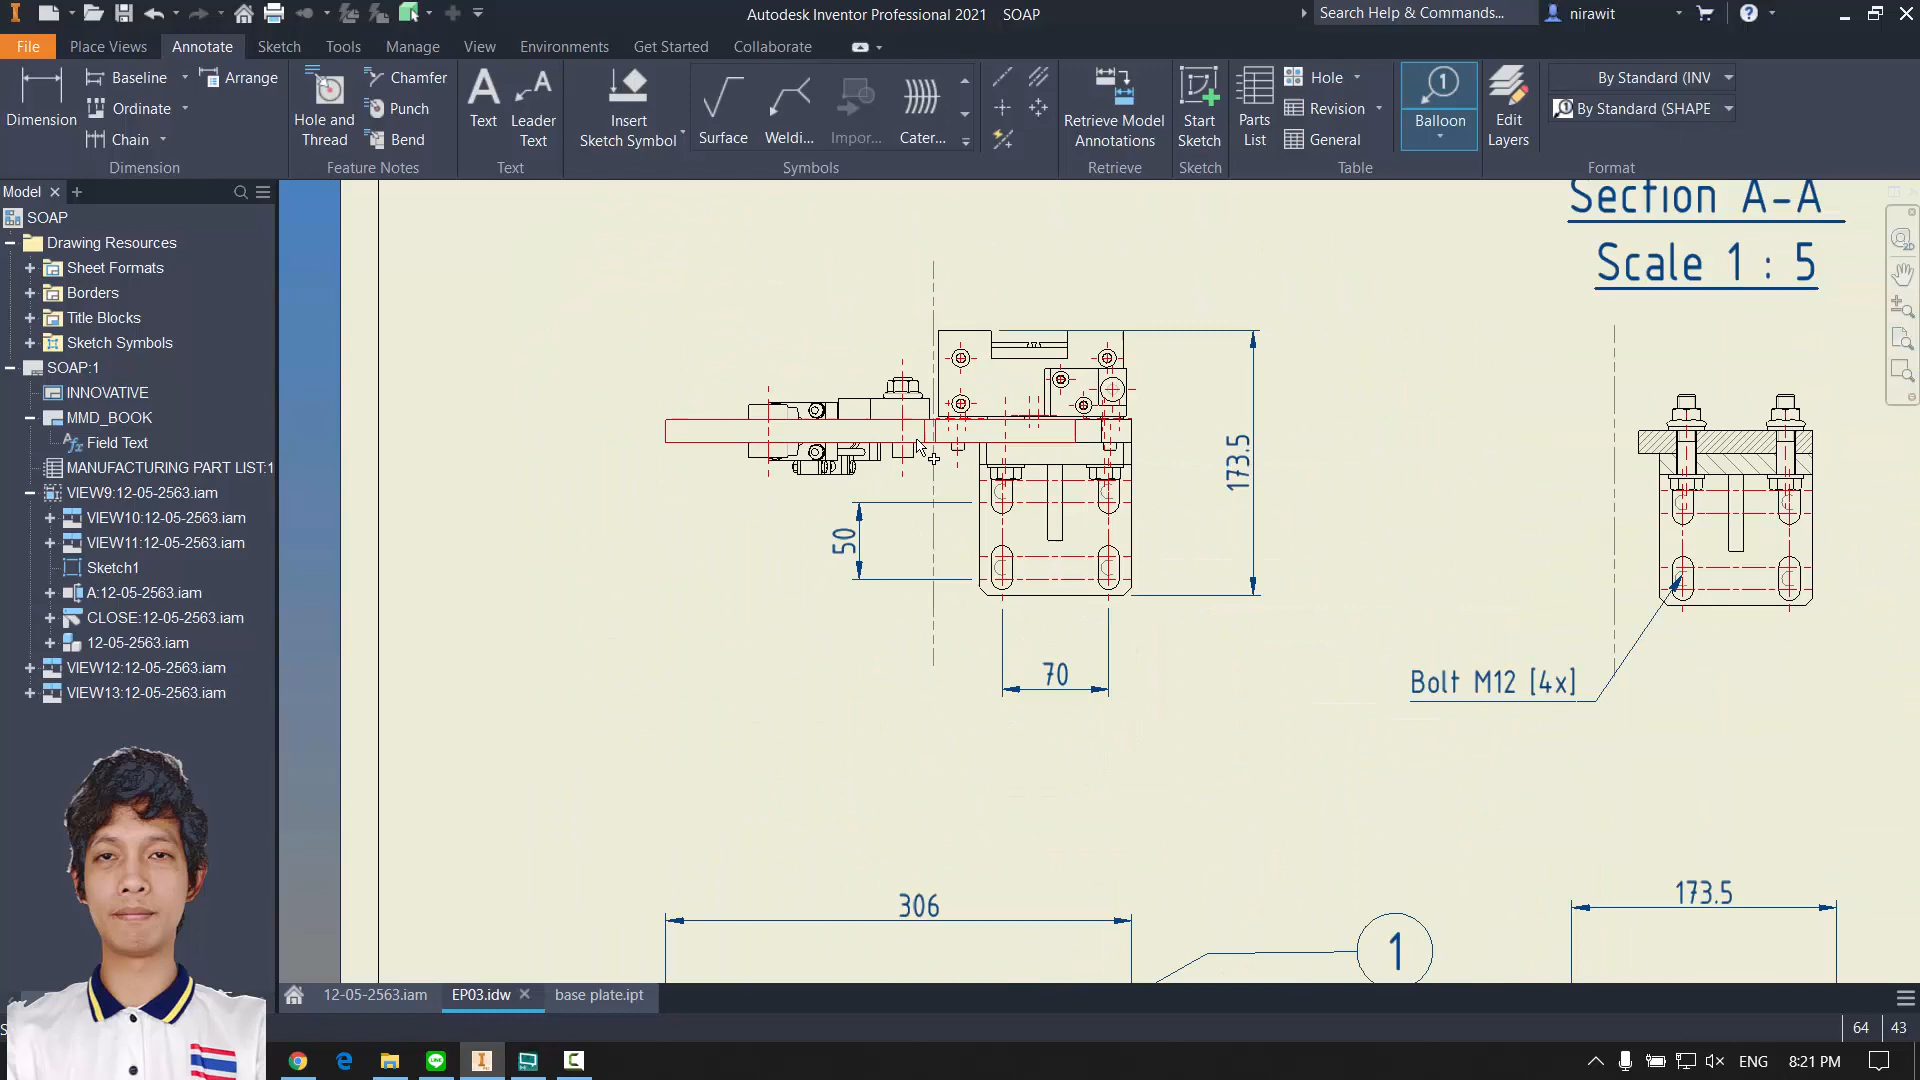 Autodesk Inventor Professional 2021 SOAP
Search Help & Commands...
nirawit
File
Place Views
Annotate
Sketch
Tools
Manage
View
Environments
Get Started
Collaborate
Dimension
Baseline
Ordinate
Chain
Arrange
Dimension
Hole and
Thread
Chamfer
Punch
Bend
Feature Notes
Text
Leader
Text
Text
Insert
Sketch Symbol
Surface
Weldi...
Impor...
Cater...
Symbols
Retrieve Model
Annotations
Retrieve
Start
Sketch
Sketch
Parts
List
Hole
Revision
General
Table
1
Balloon
Edit
Layers
By Standard (INV
By Standard (SHAPE
Format
Model
SOAP
Drawing Resources
Sheet Formats
Borders
Title Blocks
Sketch Symbols
SOAP:1
INNOVATIVE
MMD_BOOK
Field Text
MANUFACTURING PART LIST:1
VIEW9:12-05-2563.iam
VIEW10:12-05-2563.iam
VIEW11:12-05-2563.iam
Sketch1
A:12-05-2563.iam
CLOSE:12-05-2563.iam
12-05-2563.iam
VIEW12:12-05-2563.iam
VIEW13:12-05-2563.iam
Section A-A
Scale 1 : 5
173.5
50
70
Bolt M12 [4x]
306
173.5
1
12-05-2563.iam
EP03.idw
base plate.ipt
64
43
ENG
8:21 PM